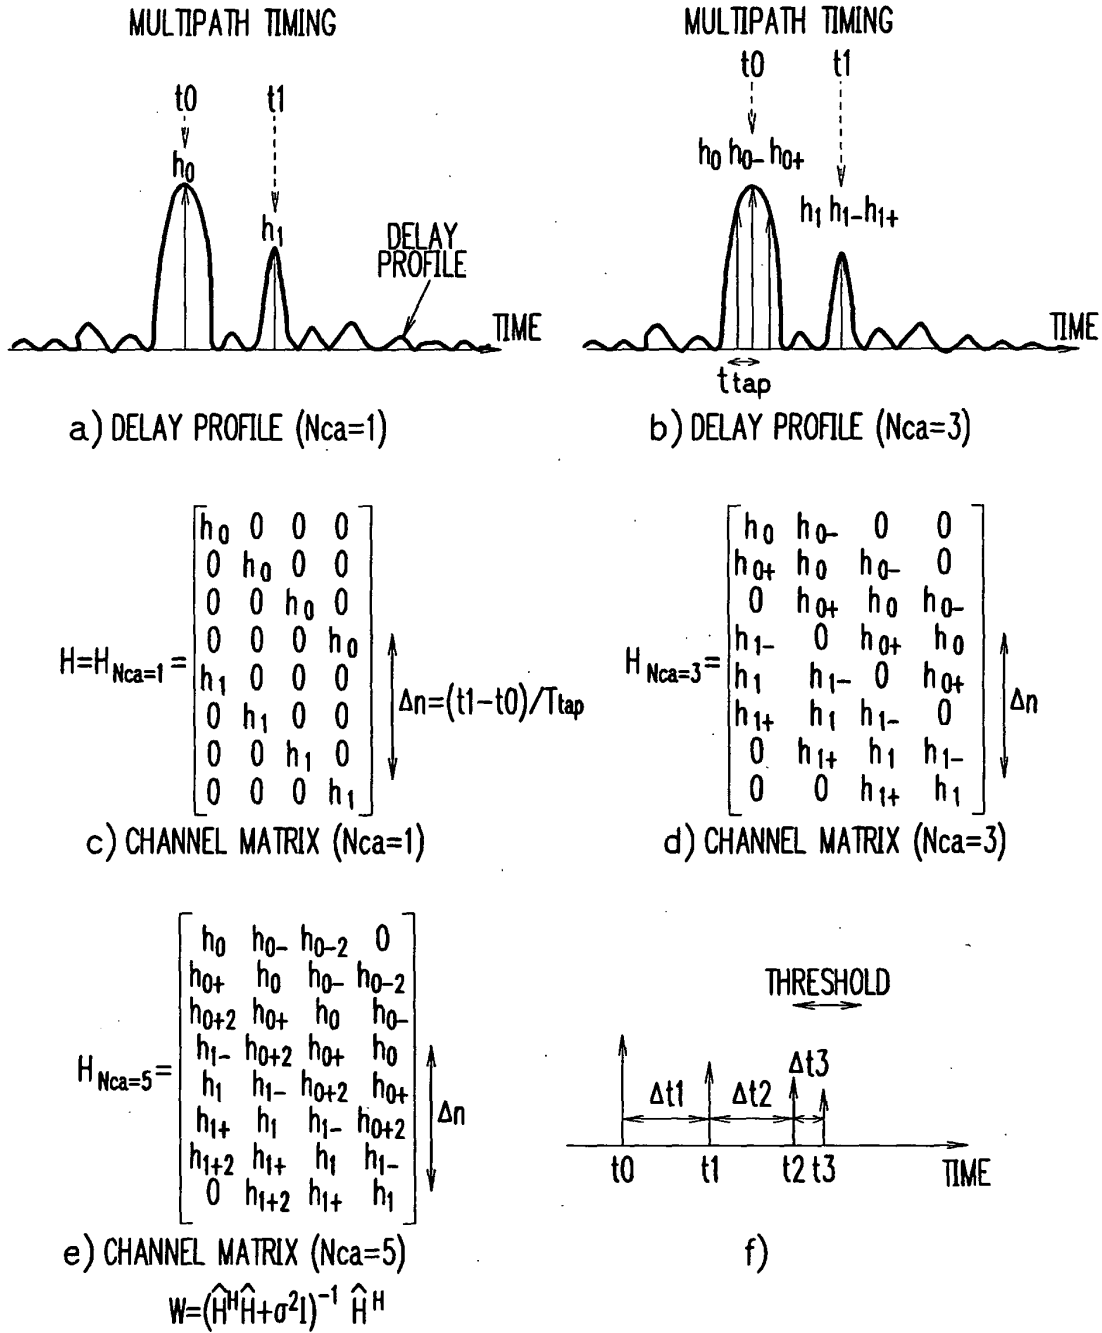 MULTIPATH TIMING
t0 t1
h0
h1
DELAY
PROFILE
TIME
a) DELAY PROFILE (Nca=1)
MULTIPATH TIMING
t0 t1
h0 h0- h0+
h1 h1- h1+
TIME
ttap
b) DELAY PROFILE (Nca=3)
H=HNca=1=
h0 0 0 0
0 h0 0 0
0 0 h0 0
0 0 0 h0
h1 0 0 0
0 h1 0 0
0 0 h1 0
0 0 0 h1
Δn=(t1-t0)/Ttap
c) CHANNEL MATRIX (Nca=1)
HNca=3=
h0 h0- 0 0
h0+ h0 h0- 0
0 h0+ h0 h0-
h1- 0 h0+ h0
h1 h1- 0 h0+
h1+ h1 h1- 0
0 h1+ h1 h1-
0 0 h1+ h1
Δn
d) CHANNEL MATRIX (Nca=3)
HNca=5=
h0 h0- h0-2 0
h0+ h0 h0- h0-2
h0+2 h0+ h0 h0-
h1- h0+2 h0+ h0
h1 h1- h0+2 h0+
h1+ h1 h1- h0+2
h1+2 h1+ h1 h1-
0 h1+2 h1+ h1
Δn
e) CHANNEL MATRIX (Nca=5)
W=(Ĥ^HĤ+σ²I)⁻¹ Ĥ^H
THRESHOLD
Δt1 Δt2 Δt3
t0 t1 t2 t3 TIME
f)